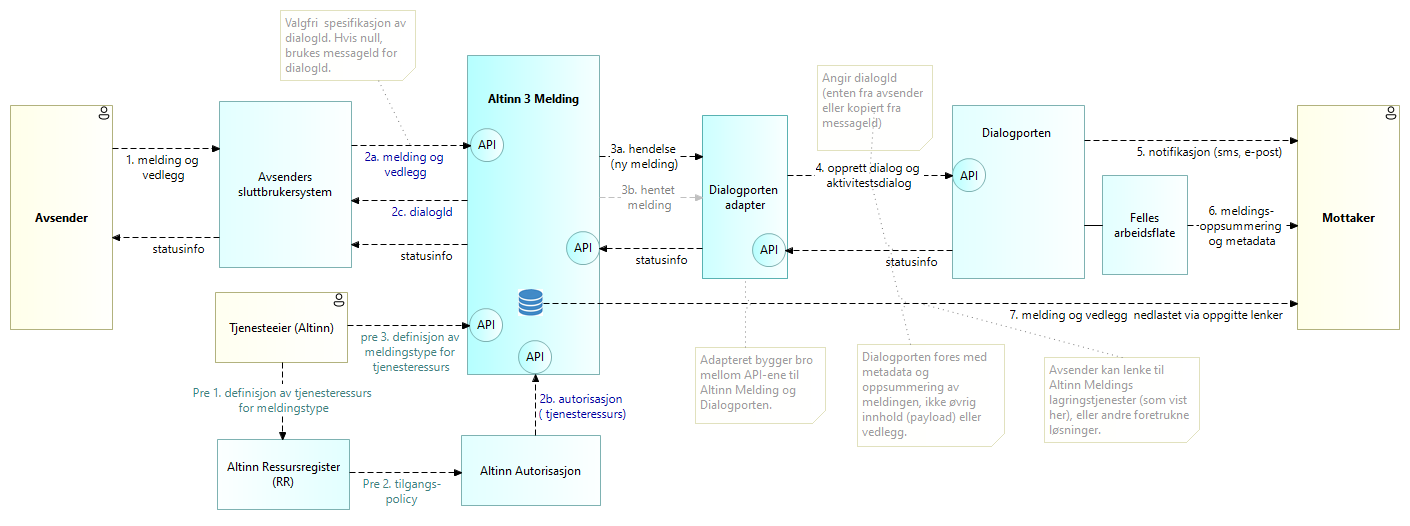 Valgfri spesifikasjon av
dialogId. Hvis null,
brukes messageId for
dialogId.
Altinn 3 Melding
Angir dialogId
(enten fra avsender
eller kopiert fra
messageId)
Avsender
1. melding og
vedlegg
Avsenders
sluttbrukersystem
2a. melding og
vedlegg
API
3a. hendelse
(ny melding)
3b. hentet
melding
Dialogporten
adapter
4. opprett dialog og
aktivitestsdialog
API
Dialogporten
5. notifikasjon (sms, e-post)
Felles
arbeidsflate
6. meldings-
oppsummering
og metadata
Mottaker
2c. dialogId
statusinfo
statusinfo
API
statusinfo
API
statusinfo
7. melding og vedlegg nedlastet via oppgitte lenker
Tjenesteeier (Altinn)
pre 3. definisjon av
meldingstype for
tjenesteressurs
API
API
Pre 1. definisjon av tjenesteressurs
for meldingstype
2b. autorisasjon
( tjenesteressurs)
Adapteret bygger bro
mellom API-ene til
Altinn Melding og
Dialogporten.
Dialogporten fores med
metadata og
oppsummering av
meldingen, ikke øvrig
innhold (payload) eller
vedlegg.
Avsender kan lenke til
Altinn Meldings
lagringstjenester (som vist
her), eller andre foretrukne
løsninger.
Altinn Ressursregister
(RR)
Pre 2. tilgangs-
policy
Altinn Autorisasjon